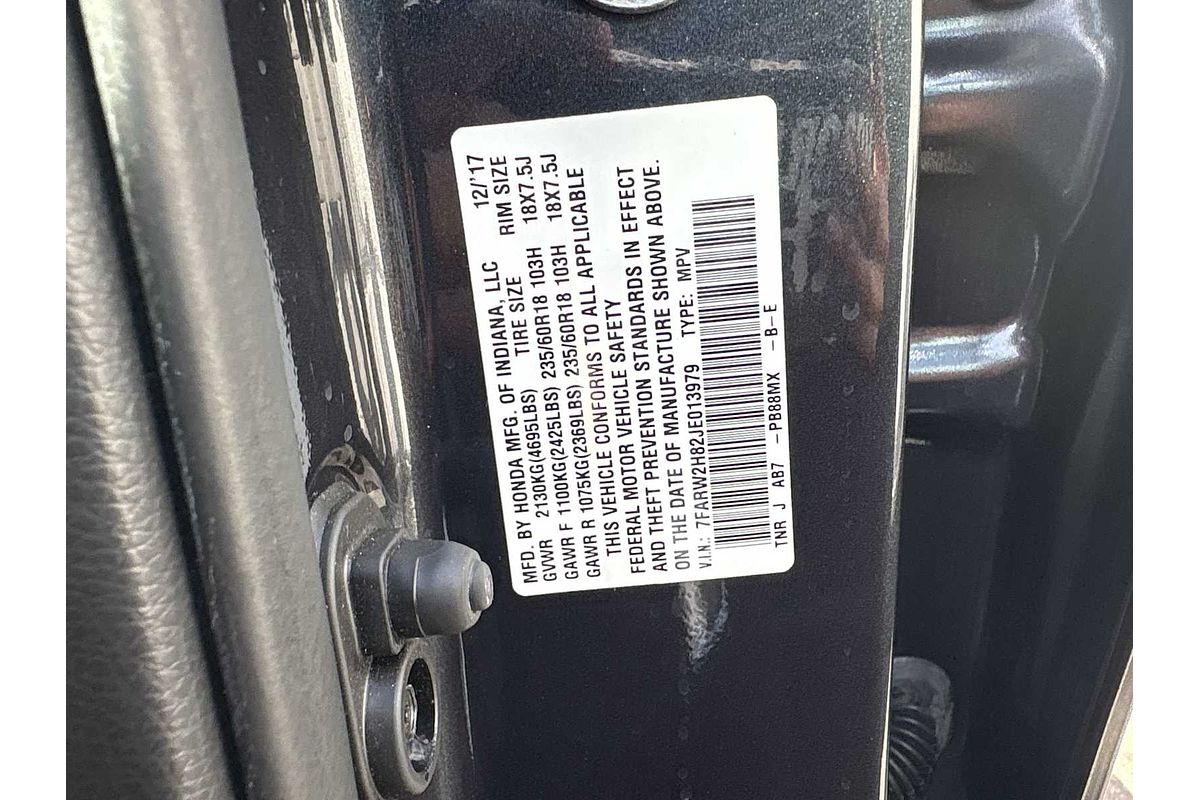 MFD. BY HONDA MFG. OF INDIANA, LLC 12/'17
GVWR 2130KG(4695LBS) TIRE SIZE RIM SIZE
GAWR F 1100KG(2425LBS) 235/60R18 103H 18X7.5J
GAWR R 1075KG(2369LBS) 235/60R18 103H 18X7.5J
THIS VEHICLE CONFORMS TO ALL APPLICABLE
FEDERAL MOTOR VEHICLE SAFETY
AND THEFT PREVENTION STANDARDS IN EFFECT
ON THE DATE OF MANUFACTURE SHOWN ABOVE.
V.I.N.: 7FARW2H82JE013979 TYPE: MPV
TNR J AB7 -PB88MX -B-E